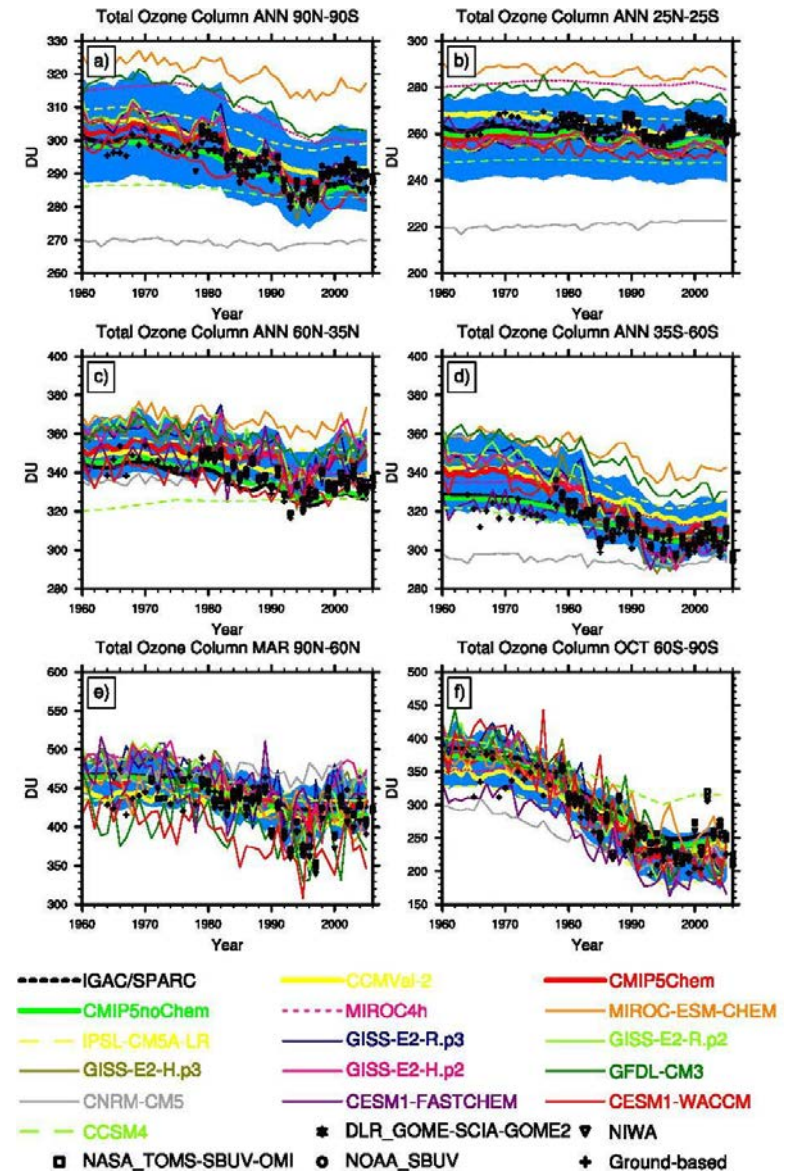 Total Ozone Column ANN 90N-90S
Total Ozone Column ANN 25N-25S
a)
b)
330
320
310
300
290
280
270
260
DU
300
280
260
240
220
200
DU
1960 1970 1980 1990 2000
Year
1960 1970 1980 1990 2000
Year
Total Ozone Column ANN 60N-35N
Total Ozone Column ANN 35S-60S
c)
d)
400
380
360
340
320
300
280
DU
400
380
360
340
320
300
280
DU
1960 1970 1980 1990 2000
Year
1960 1970 1980 1990 2000
Year
Total Ozone Column MAR 90N-60N
Total Ozone Column OCT 60S-90S
e)
f)
600
550
500
450
400
350
300
DU
500
450
400
350
300
250
200
150
DU
1960 1970 1980 1990 2000
Year
1960 1970 1980 1990 2000
Year
IGAC/SPARC CCMVal-2 CMIP5Chem
CMIP5noChem MIROC4h MIROC-ESM-CHEM
IPSL-CM5A-LR GISS-E2-R.p3 GISS-E2-R.p2
GISS-E2-H.p3 GISS-E2-H.p2 GFDL-CM3
CNRM-CM5 CESM1-FASTCHEM CESM1-WACCM
CCSM4 DLR_GOME-SCIA-GOME2 NIWA
NASA_TOMS-SBUV-OMI NOAA_SBUV Ground-based